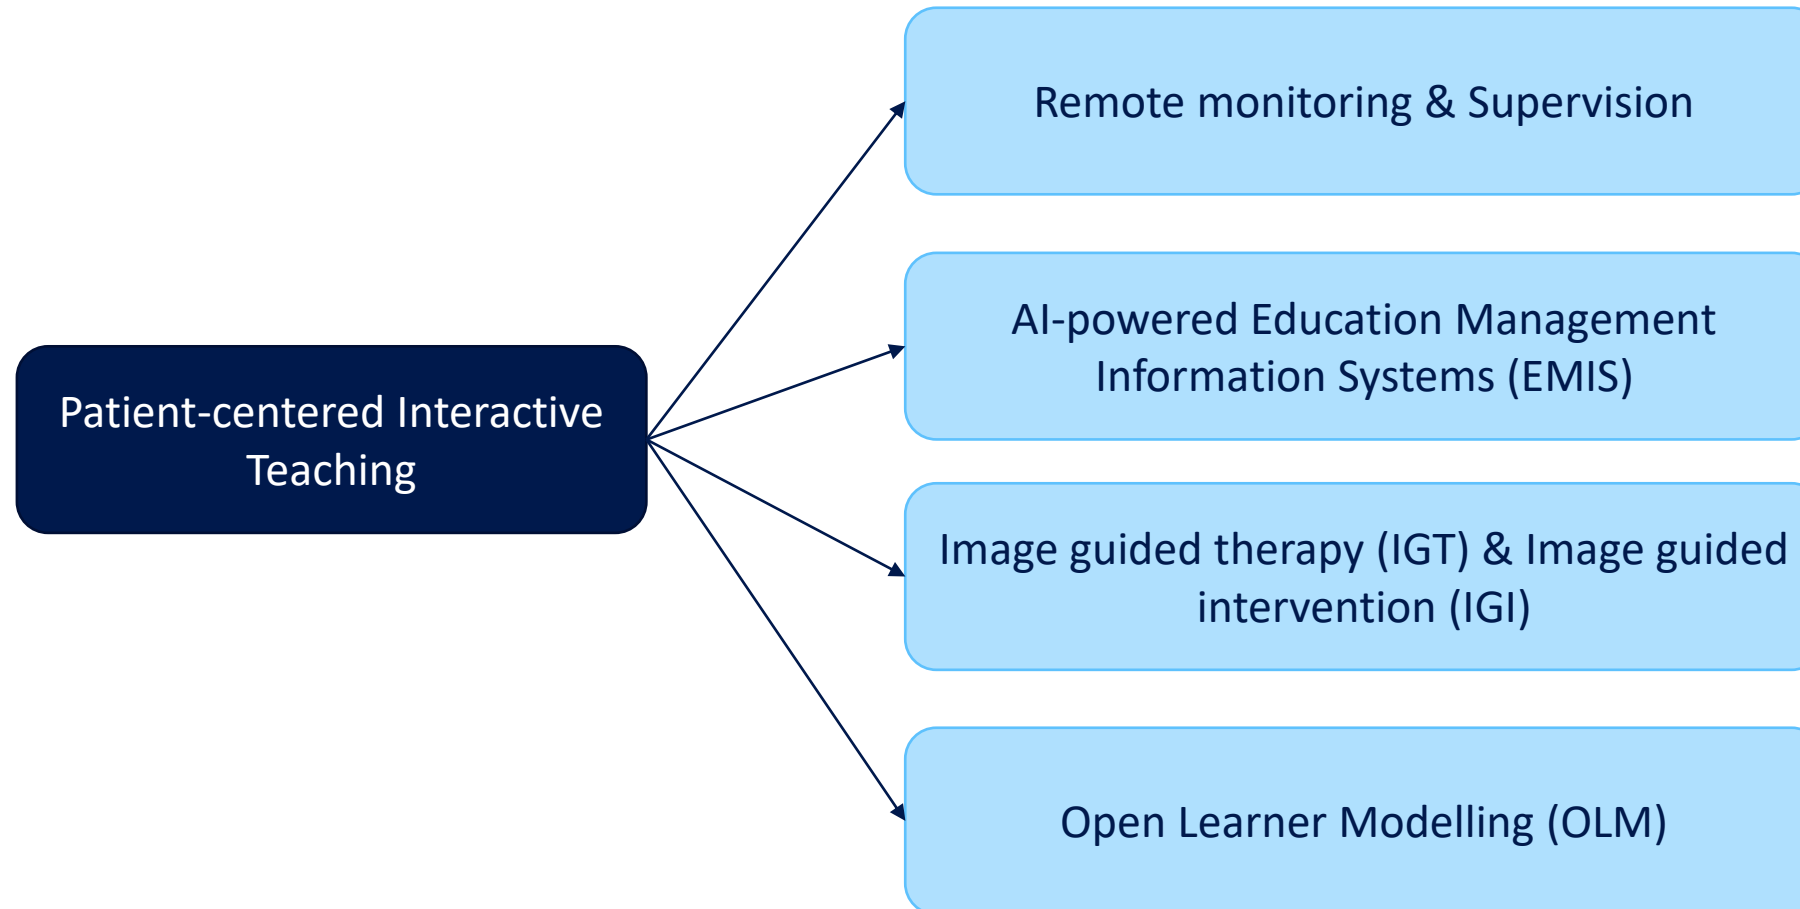 Remote monitoring & Supervision
AI-powered Education Management
Information Systems (EMIS)
Patient-centered Interactive
Teaching
Image guided therapy (IGT) & Image guided
intervention (IGI)
Open Learner Modelling (OLM)